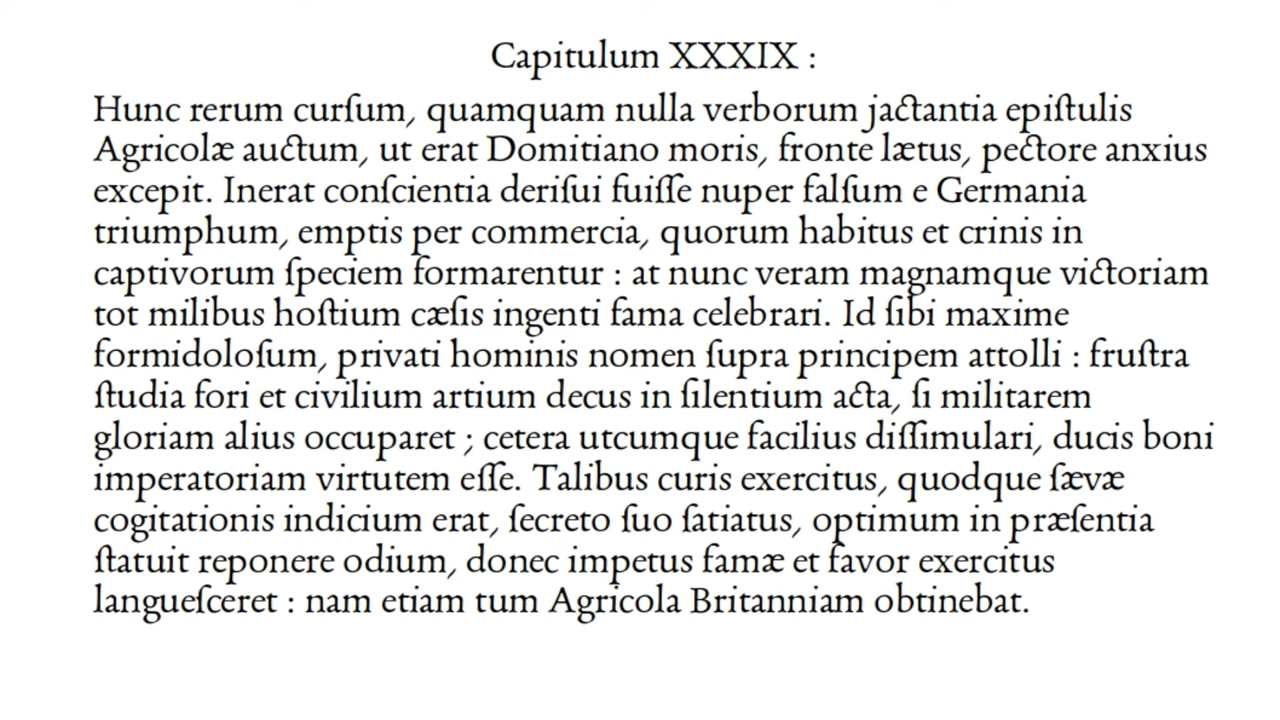 Capitulum XXXIX :
Hunc rerum curſum, quamquam nulla verborum jactantia epiſtulis
Agricolæ auctum, ut erat Domitiano moris, fronte lætus, pectore anxius
excepit. Inerat conſcientia deriſui fuiſſe nuper falſum e Germania
triumphum, emptis per commercia, quorum habitus et crinis in
captivorum ſpeciem formarentur : at nunc veram magnamque victoriam
tot milibus hoſtium cæſis ingenti fama celebrari. Id ſibi maxime
formidoloſum, privati hominis nomen ſupra principem attolli : fruſtra
ſtudia fori et civilium artium decus in ſilentium acta, ſi militarem
gloriam alius occuparet ; cetera utcumque facilius diſſimulari, ducis boni
imperatoriam virtutem eſſe. Talibus curis exercitus, quodque ſævæ
cogitationis indicium erat, ſecreto ſuo ſatiatus, optimum in præſentia
ſtatuit reponere odium, donec impetus famæ et favor exercitus
langueſceret : nam etiam tum Agricola Britanniam obtinebat.